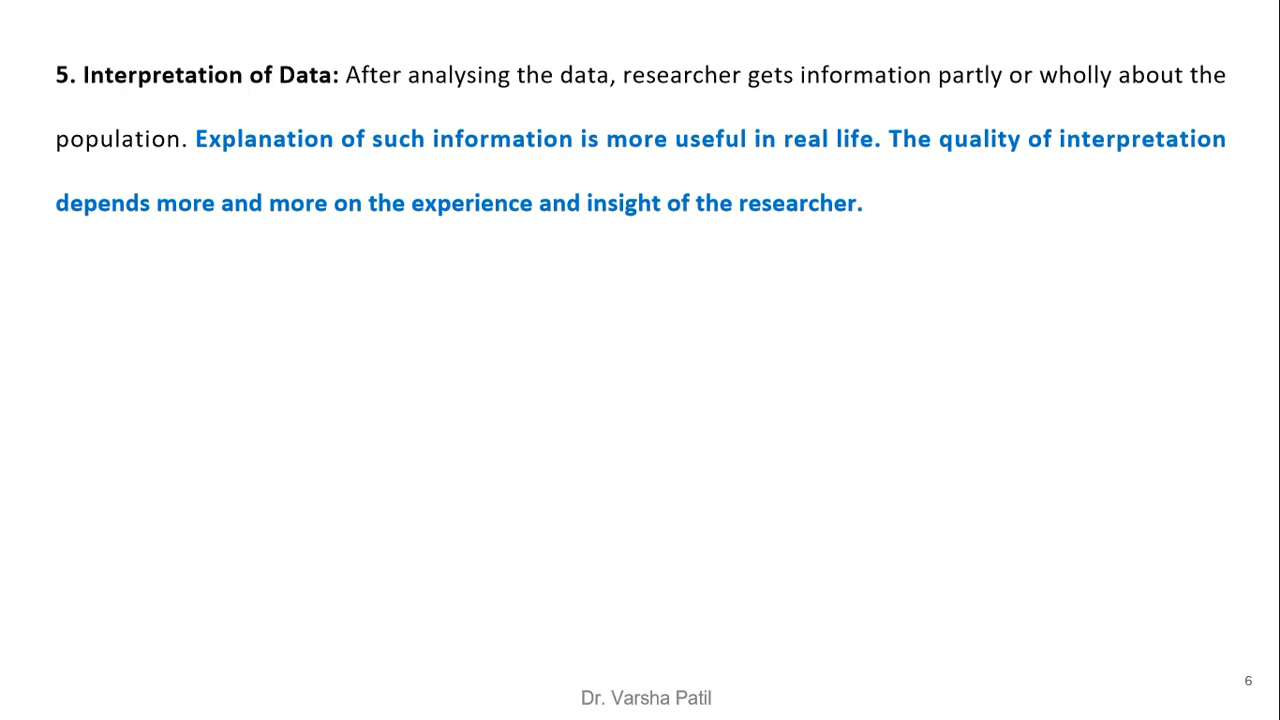 5. Interpretation of Data: After analysing the data, researcher gets information partly or wholly about the
population. Explanation of such information is more useful in real life. The quality of interpretation
depends more and more on the experience and insight of the researcher.
6
Dr. Varsha Patil